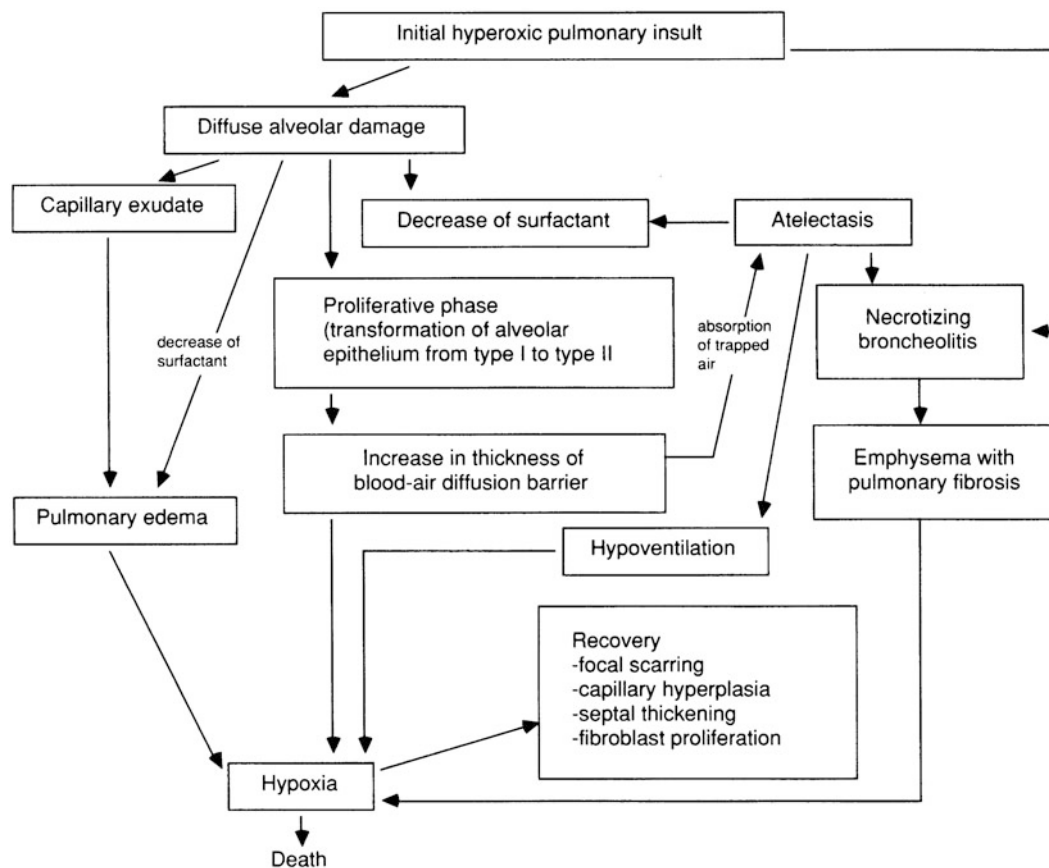 Initial hyperoxic pulmonary insult
Diffuse alveolar damage
Capillary exudate
Decrease of surfactant
Atelectasis
Proliferative phase
(transformation of alveolar
epithelium from type I to type II
decrease of
surfactant
absorption
of trapped
air
Necrotizing
broncheolitis
Increase in thickness of
blood-air diffusion barrier
Emphysema with
pulmonary fibrosis
Pulmonary edema
Hypoventilation
Recovery
-focal scarring
-capillary hyperplasia
-septal thickening
-fibroblast proliferation
Hypoxia
Death